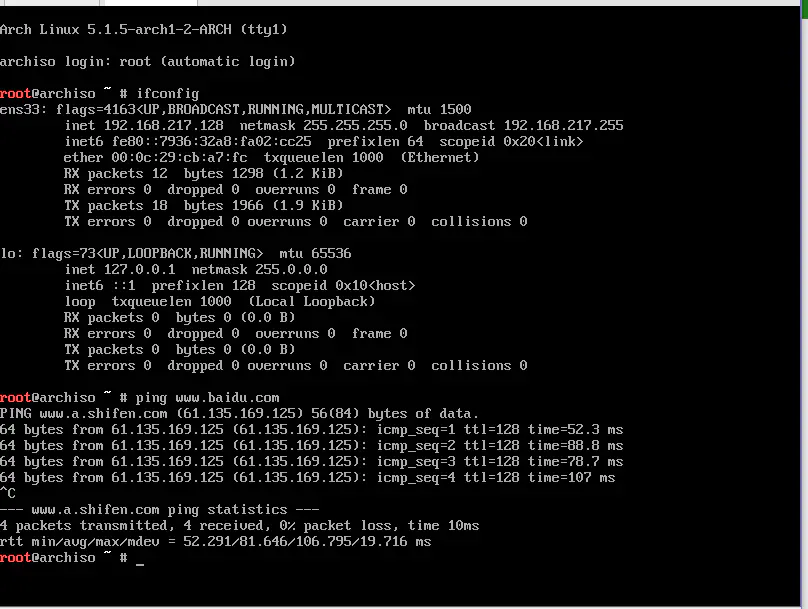 Arch Linux 5.1.5-arch1-2-ARCH (tty1)
archiso login: root (automatic login)
root@archiso ~ # ifconfig
ens33: flags=4163<UP,BROADCAST,RUNNING,MULTICAST>  mtu 1500
        inet 192.168.217.128  netmask 255.255.255.0  broadcast 192.168.217.255
        inet6 fe80::7936:32a8:fa02:cc25  prefixlen 64  scopeid 0x20<link>
        ether 00:0c:29:cb:a7:fc  txqueuelen 1000  (Ethernet)
        RX packets 12  bytes 1298 (1.2 KiB)
        RX errors 0  dropped 0  overruns 0  frame 0
        TX packets 18  bytes 1966 (1.9 KiB)
        TX errors 0  dropped 0 overruns 0  carrier 0  collisions 0
lo: flags=73<UP,LOOPBACK,RUNNING>  mtu 65536
        inet 127.0.0.1  netmask 255.0.0.0
        inet6 ::1  prefixlen 128  scopeid 0x10<host>
        loop  txqueuelen 1000  (Local Loopback)
        RX packets 0  bytes 0 (0.0 B)
        RX errors 0  dropped 0  overruns 0  frame 0
        TX packets 0  bytes 0 (0.0 B)
        TX errors 0  dropped 0 overruns 0  carrier 0  collisions 0
root@archiso ~ # ping www.baidu.com
PING www.a.shifen.com (61.135.169.125) 56(84) bytes of data.
64 bytes from 61.135.169.125 (61.135.169.125): icmp_seq=1 ttl=128 time=52.3 ms
64 bytes from 61.135.169.125 (61.135.169.125): icmp_seq=2 ttl=128 time=88.8 ms
64 bytes from 61.135.169.125 (61.135.169.125): icmp_seq=3 ttl=128 time=78.7 ms
64 bytes from 61.135.169.125 (61.135.169.125): icmp_seq=4 ttl=128 time=107 ms
^C
--- www.a.shifen.com ping statistics ---
4 packets transmitted, 4 received, 0% packet loss, time 10ms
rtt min/avg/max/mdev = 52.291/81.646/106.795/19.716 ms
root@archiso ~ # _